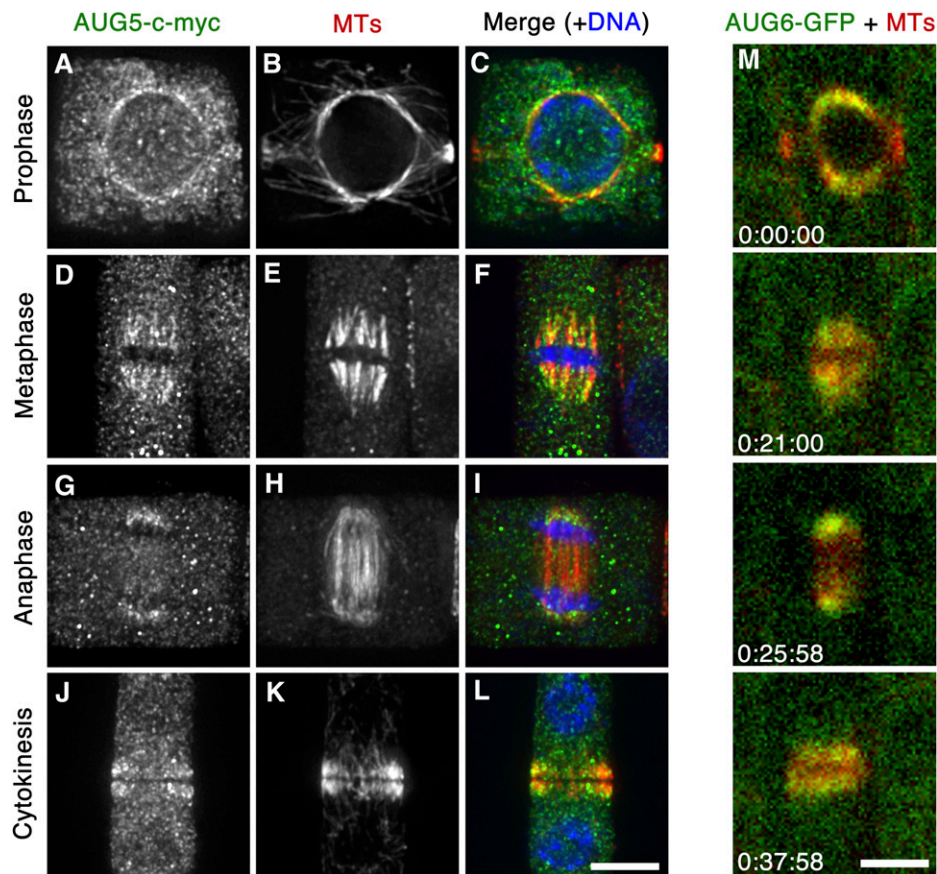 AUG5-c-myc MTs Merge (+DNA) AUG6-GFP + MTs
Prophase A B C M
0:00:00
Metaphase D E F
0:21:00
Anaphase G H I
0:25:58
Cytokinesis J K L
0:37:58